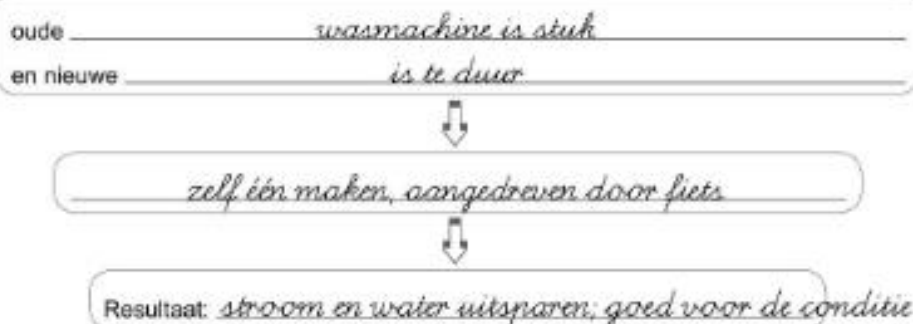 oude wasmachine is stuk
en nieuwe is te duur
zelf één maken, aangedreven door fiets
Resultaat: stroom en water uitsparen; goed voor de conditie